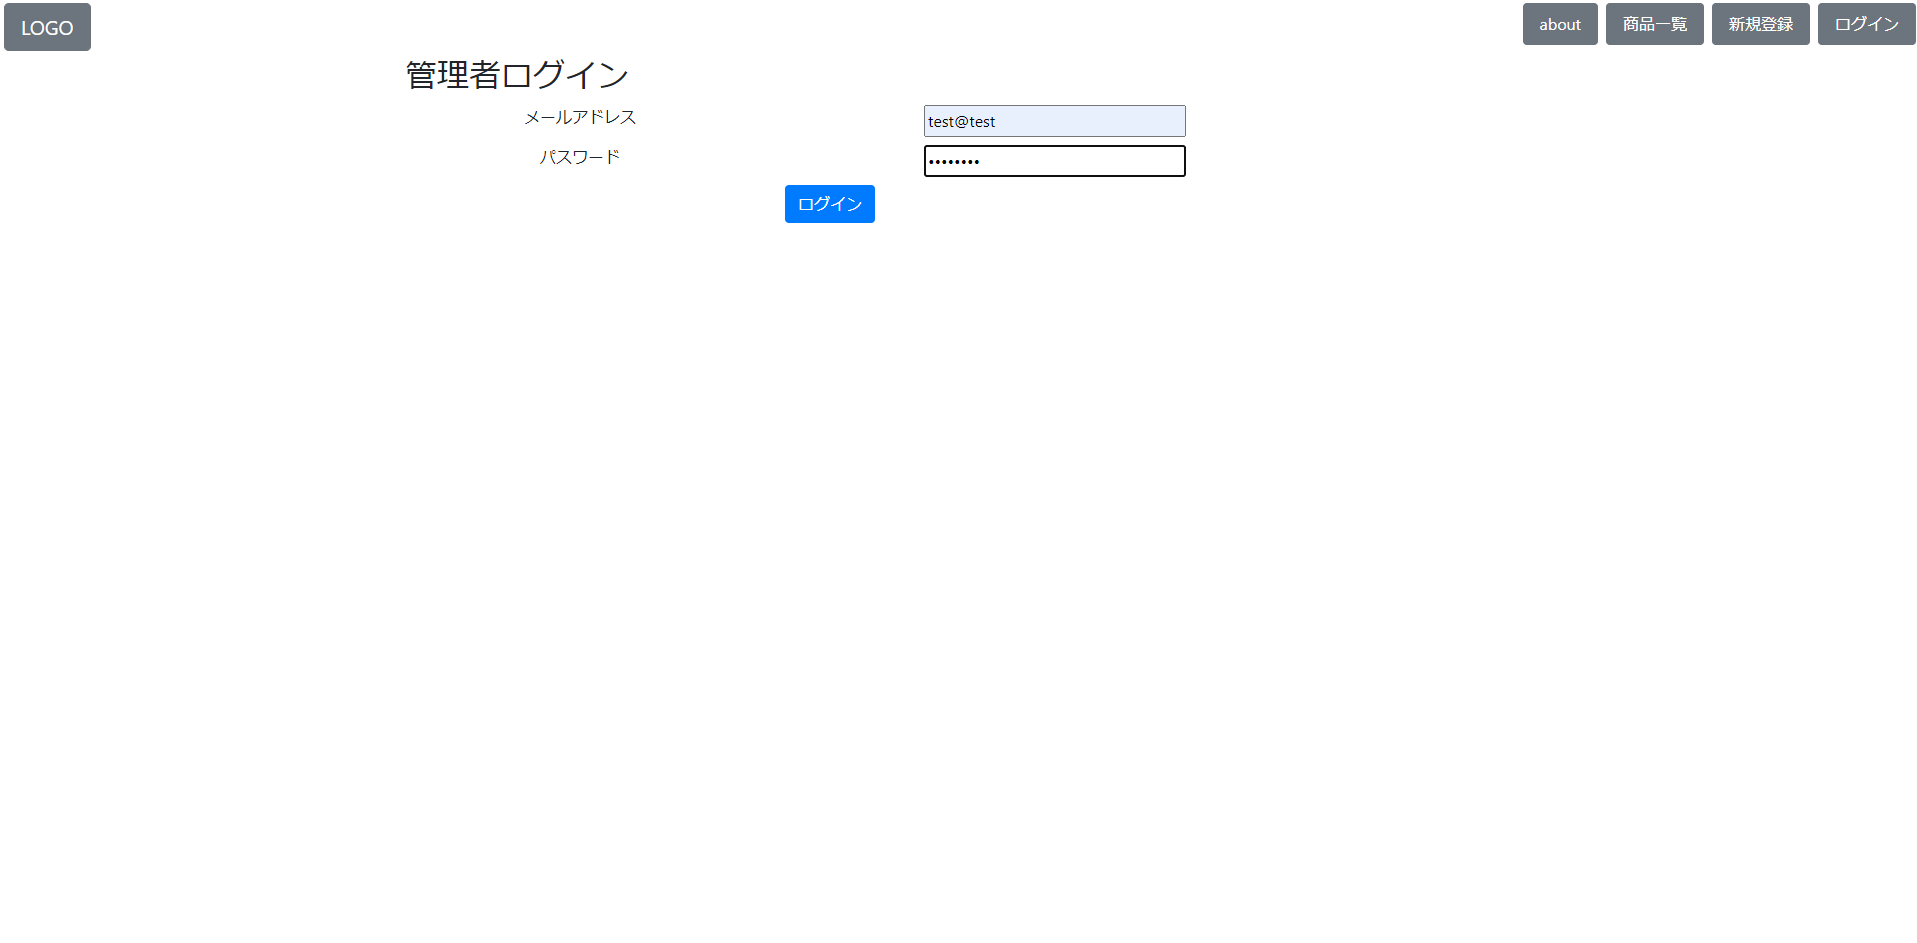 LOGO
about 商品一覧 新規登録 ログイン
管理者ログイン
メールアドレス test@test
パスワード ••••••••
ログイン